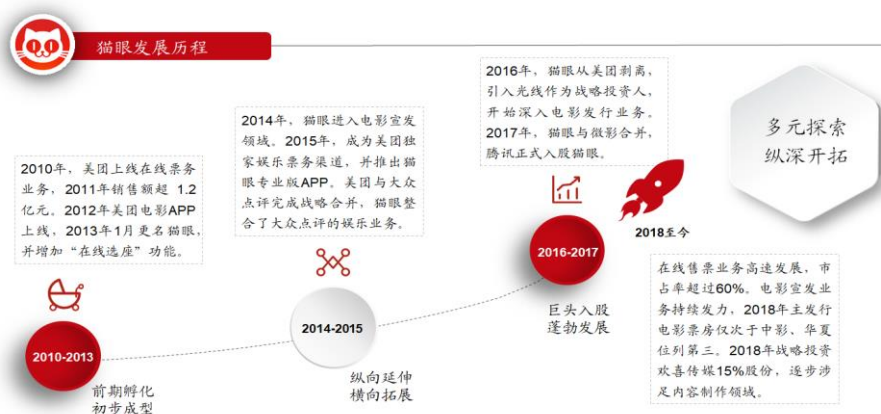 猫眼发展历程
2010年，美团上线在线票务
业务，2011年销售额超 1.2
亿元。2012年美团电影APP
上线，2013年1月更名猫眼，
并增加“在线选座”功能。
2010-2013
前期孵化
初步成型
2014年，猫眼进入电影宣发
领域。2015年，成为美团独
家娱乐票务渠道，并推出猫
眼专业版APP。美团与大众
点评完成战略合并，猫眼整
合了大众点评的娱乐业务。
2014-2015
纵向延伸
横向拓展
2016年，猫眼从美团剥离，
引入光线作为战略投资人，
开始深入电影发行业务。
2017年，猫眼与微影合并，
腾讯正式入股猫眼。
2016-2017
巨头入股
蓬勃发展
2018至今
多元探索
纵深开拓
在线售票业务高速发展，市
占率超过60%。电影宣发业
务持续发力，2018年主发行
电影票房仅次于中影、华夏
位列第三。2018年战略投资
欢喜传媒15%股份，逐步涉
足内容制作领域。